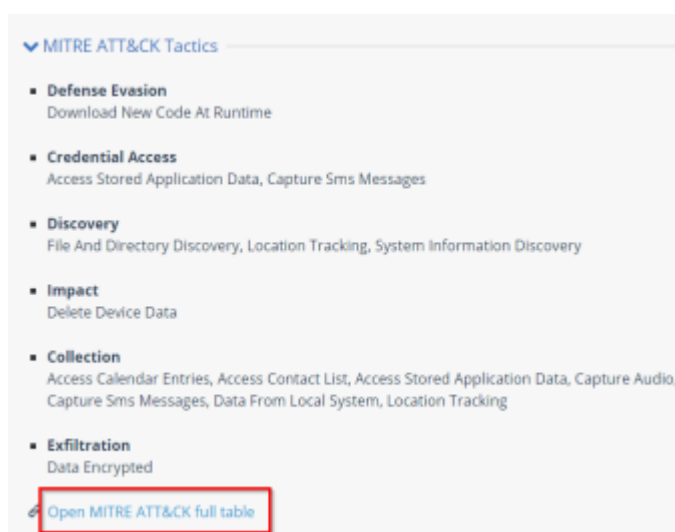 MITRE ATT&CK Tactics
Defense Evasion
Download New Code At Runtime
Credential Access
Access Stored Application Data, Capture Sms Messages
Discovery
File And Directory Discovery, Location Tracking, System Information Discovery
Impact
Delete Device Data
Collection
Access Calendar Entries, Access Contact List, Access Stored Application Data, Capture Audio,
Capture Sms Messages, Data From Local System, Location Tracking
Exfiltration
Data Encrypted
Open MITRE ATT&CK full table